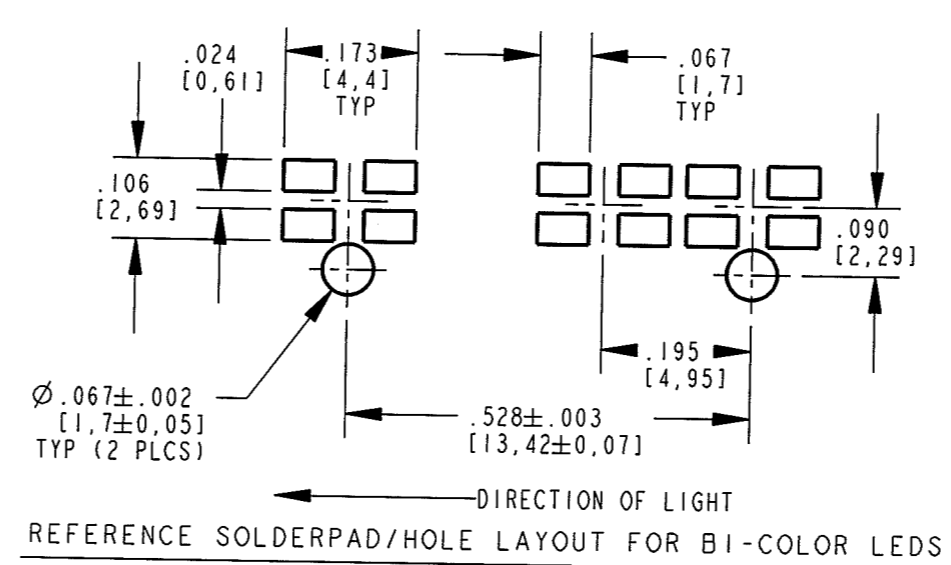 .024
[0,61]
.173
[4,4]
TYP
.067
[1,7]
TYP
.106
[2,69]
.090
[2,29]
.195
[4,95]
Ø.067±.002
[1,7±0,05]
TYP (2 PLCS)
.528±.003
[13,42±0,07]
DIRECTION OF LIGHT
REFERENCE SOLDERPAD/HOLE LAYOUT FOR BI-COLOR LEDS